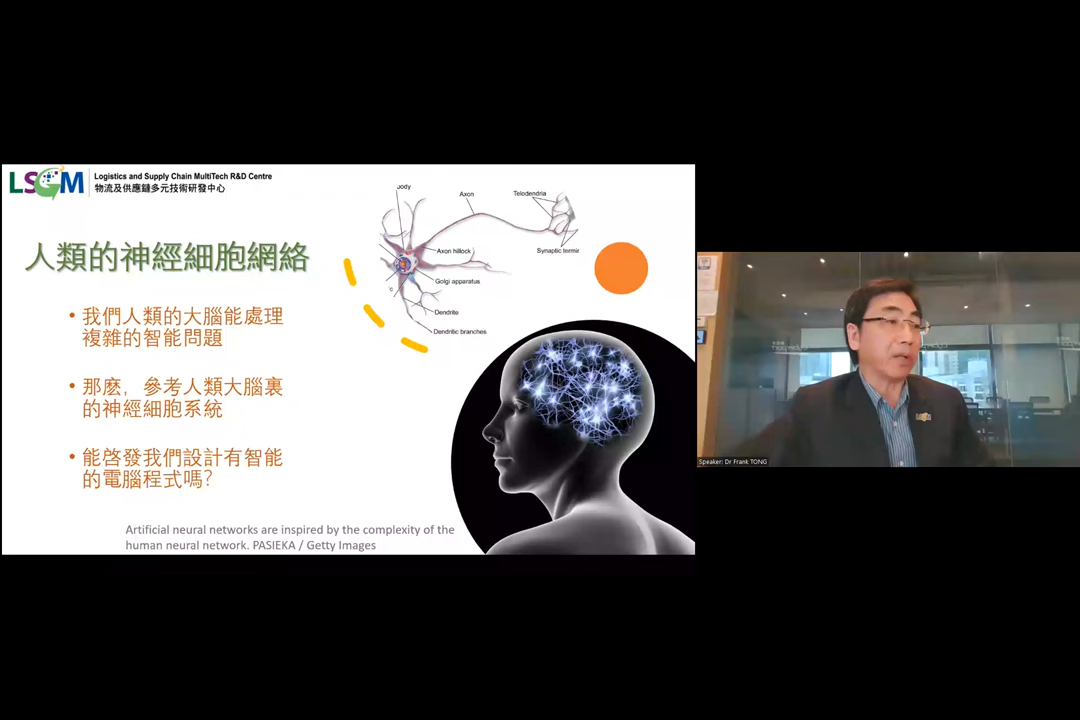 LSCM
Logistics and Supply Chain MultiTech R&D Centre
物流及供應鏈多元技術研發中心
人類的神經細胞網絡
• 我們人類的大腦能處理
複雜的智能問題
• 那麽，參考人類大腦裏
的神經細胞系統
• 能啓發我們設計有智能
的電腦程式嗎？
body
Axon
Telodendria
Axon hillock
Synaptic termir
Golgi apparatus
Dendrite
Dendritic branches
Artificial neural networks are inspired by the complexity of the
human neural network. PASIEKA / Getty Images
Speaker: Dr Frank TONG